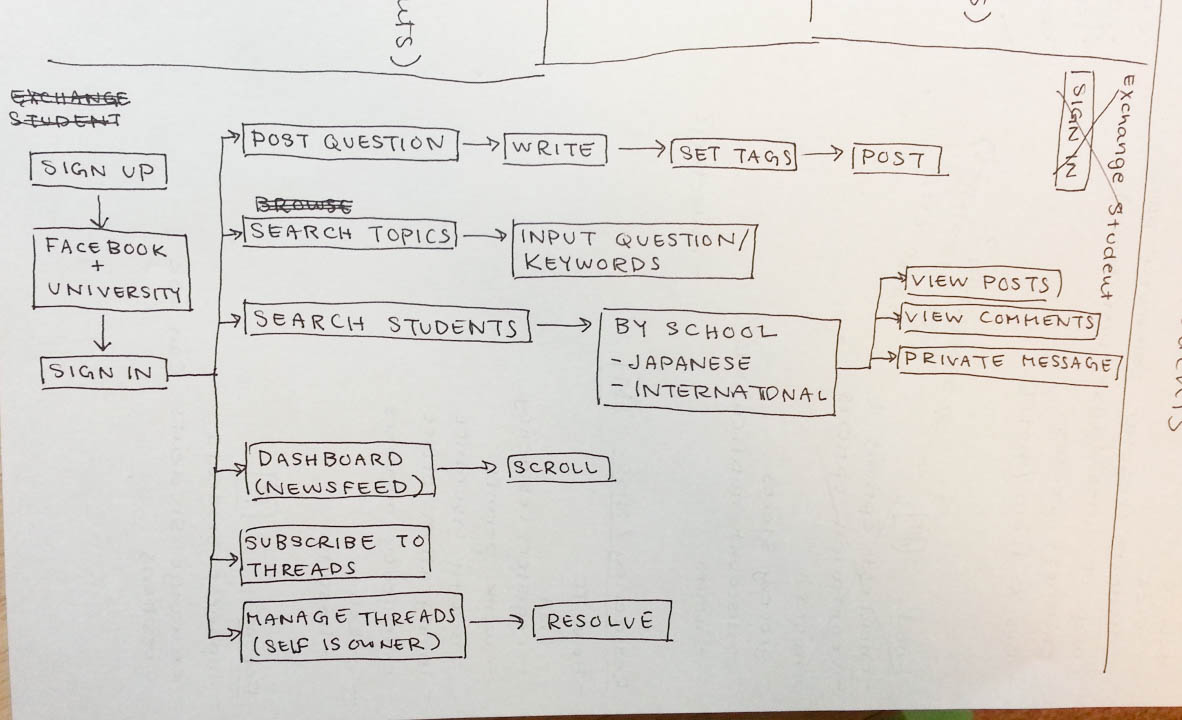 uts)
s)
EXCHANGE
STUDENT
SIGN UP
FACEBOOK
+
UNIVERSITY
SIGN IN
POST QUESTION
WRITE
SET TAGS
POST
BROWSE
SEARCH TOPICS
INPUT QUESTION/
KEYWORDS
SEARCH STUDENTS
BY SCHOOL
- JAPANESE
- INTERNATIONAL
VIEW POSTS
VIEW COMMENTS
PRIVATE MESSAGE
DASHBOARD
(NEWSFEED)
SCROLL
SUBSCRIBE TO
THREADS
MANAGE THREADS
(SELF IS OWNER)
RESOLVE
SIGN IN
Exchange Student